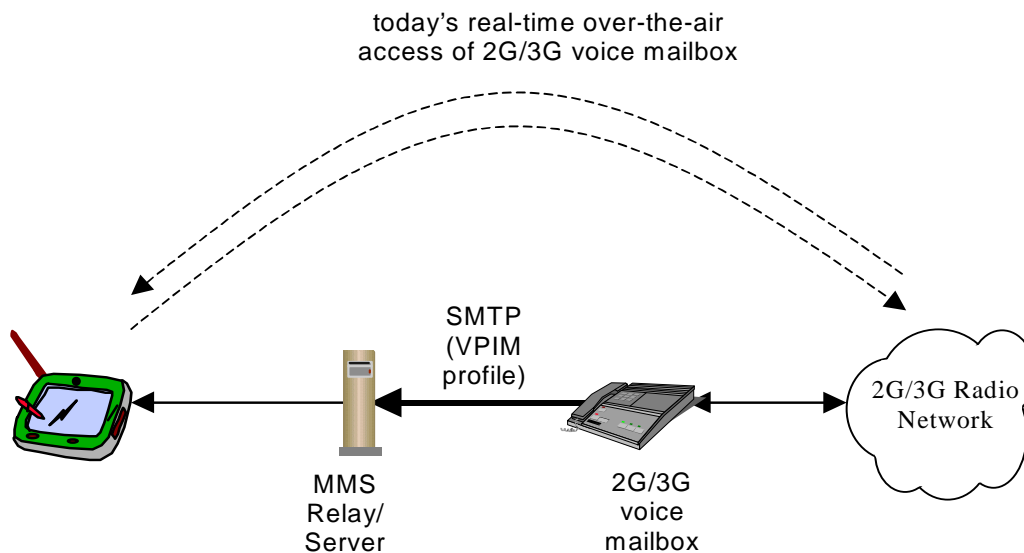 today's real-time over-the-air
access of 2G/3G voice mailbox
SMTP
(VPIM
profile)
2G/3G Radio
Network
MMS
Relay/
Server
2G/3G
voice
mailbox